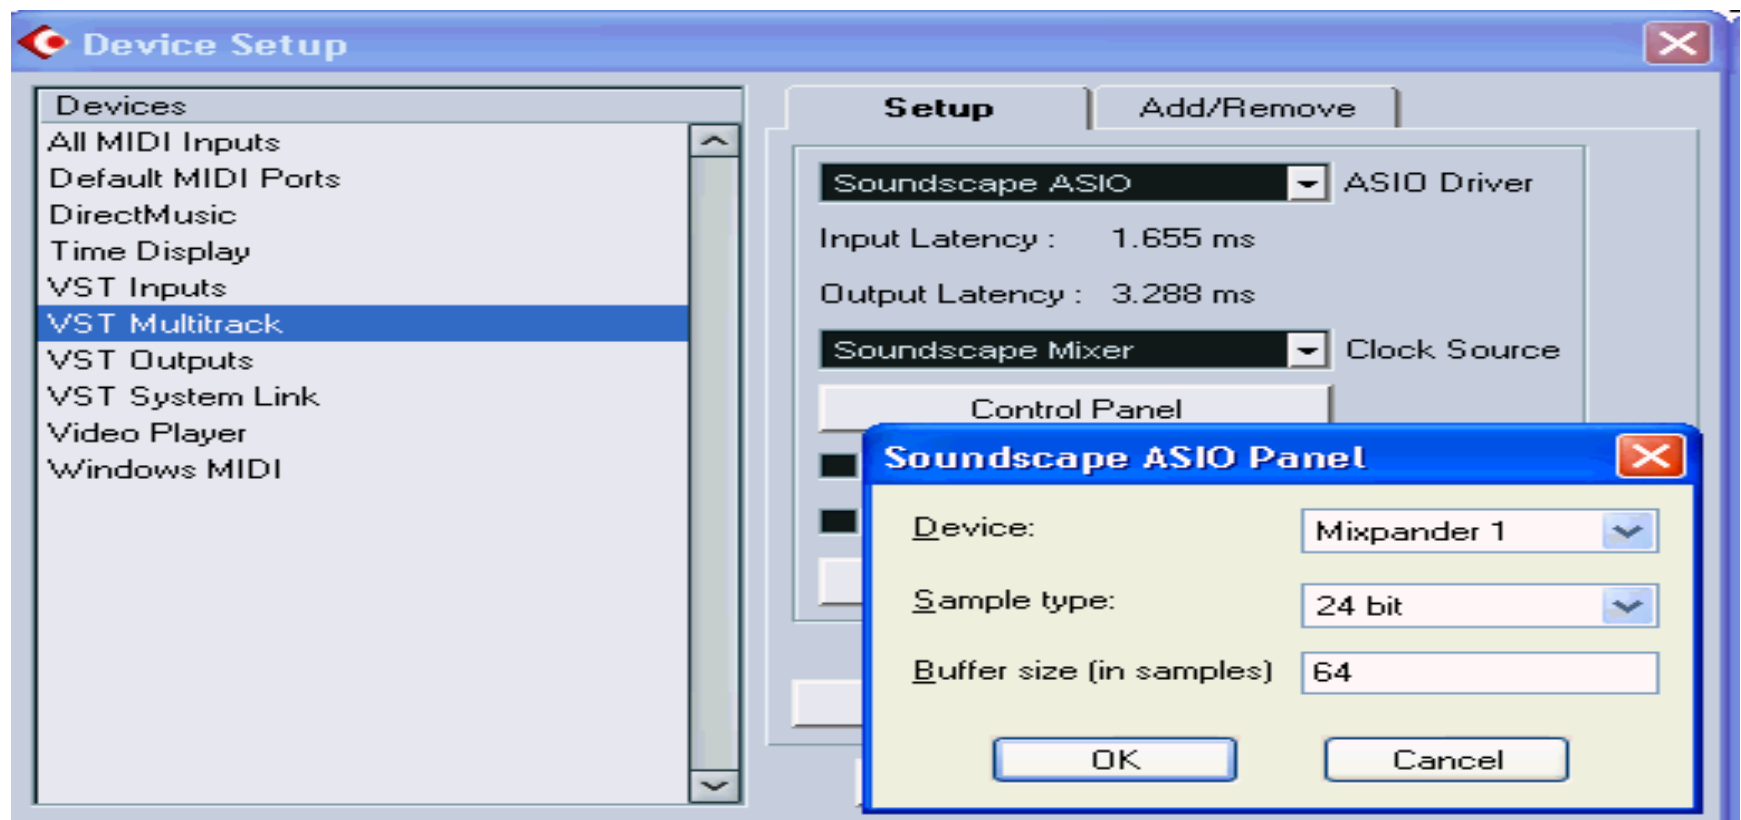 Device Setup
Devices
All MIDI Inputs
Default MIDI Ports
DirectMusic
Time Display
VST Inputs
VST Multitrack
VST Outputs
VST System Link
Video Player
Windows MIDI
Setup
Add/Remove
Soundscape ASIO
ASIO Driver
Input Latency : 1.655 ms
Output Latency : 3.288 ms
Soundscape Mixer
Clock Source
Control Panel
Soundscape ASIO Panel
Device:
Mixpander 1
Sample type:
24 bit
Buffer size (in samples)
64
OK
Cancel